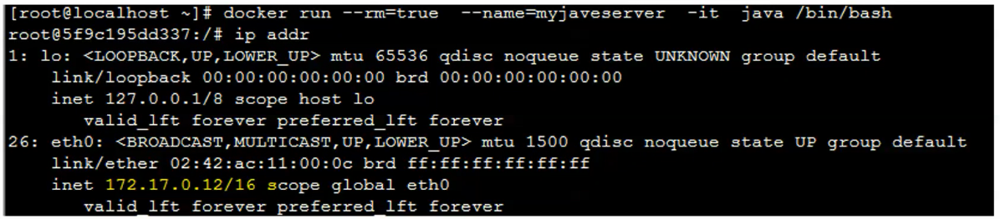 [root@localhost ~]# docker run --rm=true --name=myjaveserver -it java /bin/bash
root@5f9c195dd337:/# ip addr
1: lo: <LOOPBACK,UP,LOWER_UP> mtu 65536 qdisc noqueue state UNKNOWN group default
link/loopback 00:00:00:00:00:00 brd 00:00:00:00:00:00
inet 127.0.0.1/8 scope host lo
valid_lft forever preferred_lft forever
26: eth0: <BROADCAST,MULTICAST,UP,LOWER_UP> mtu 1500 qdisc noqueue state UP group default
link/ether 02:42:ac:11:00:0c brd ff:ff:ff:ff:ff:ff
inet 172.17.0.12/16 scope global eth0
valid_lft forever preferred_lft forever